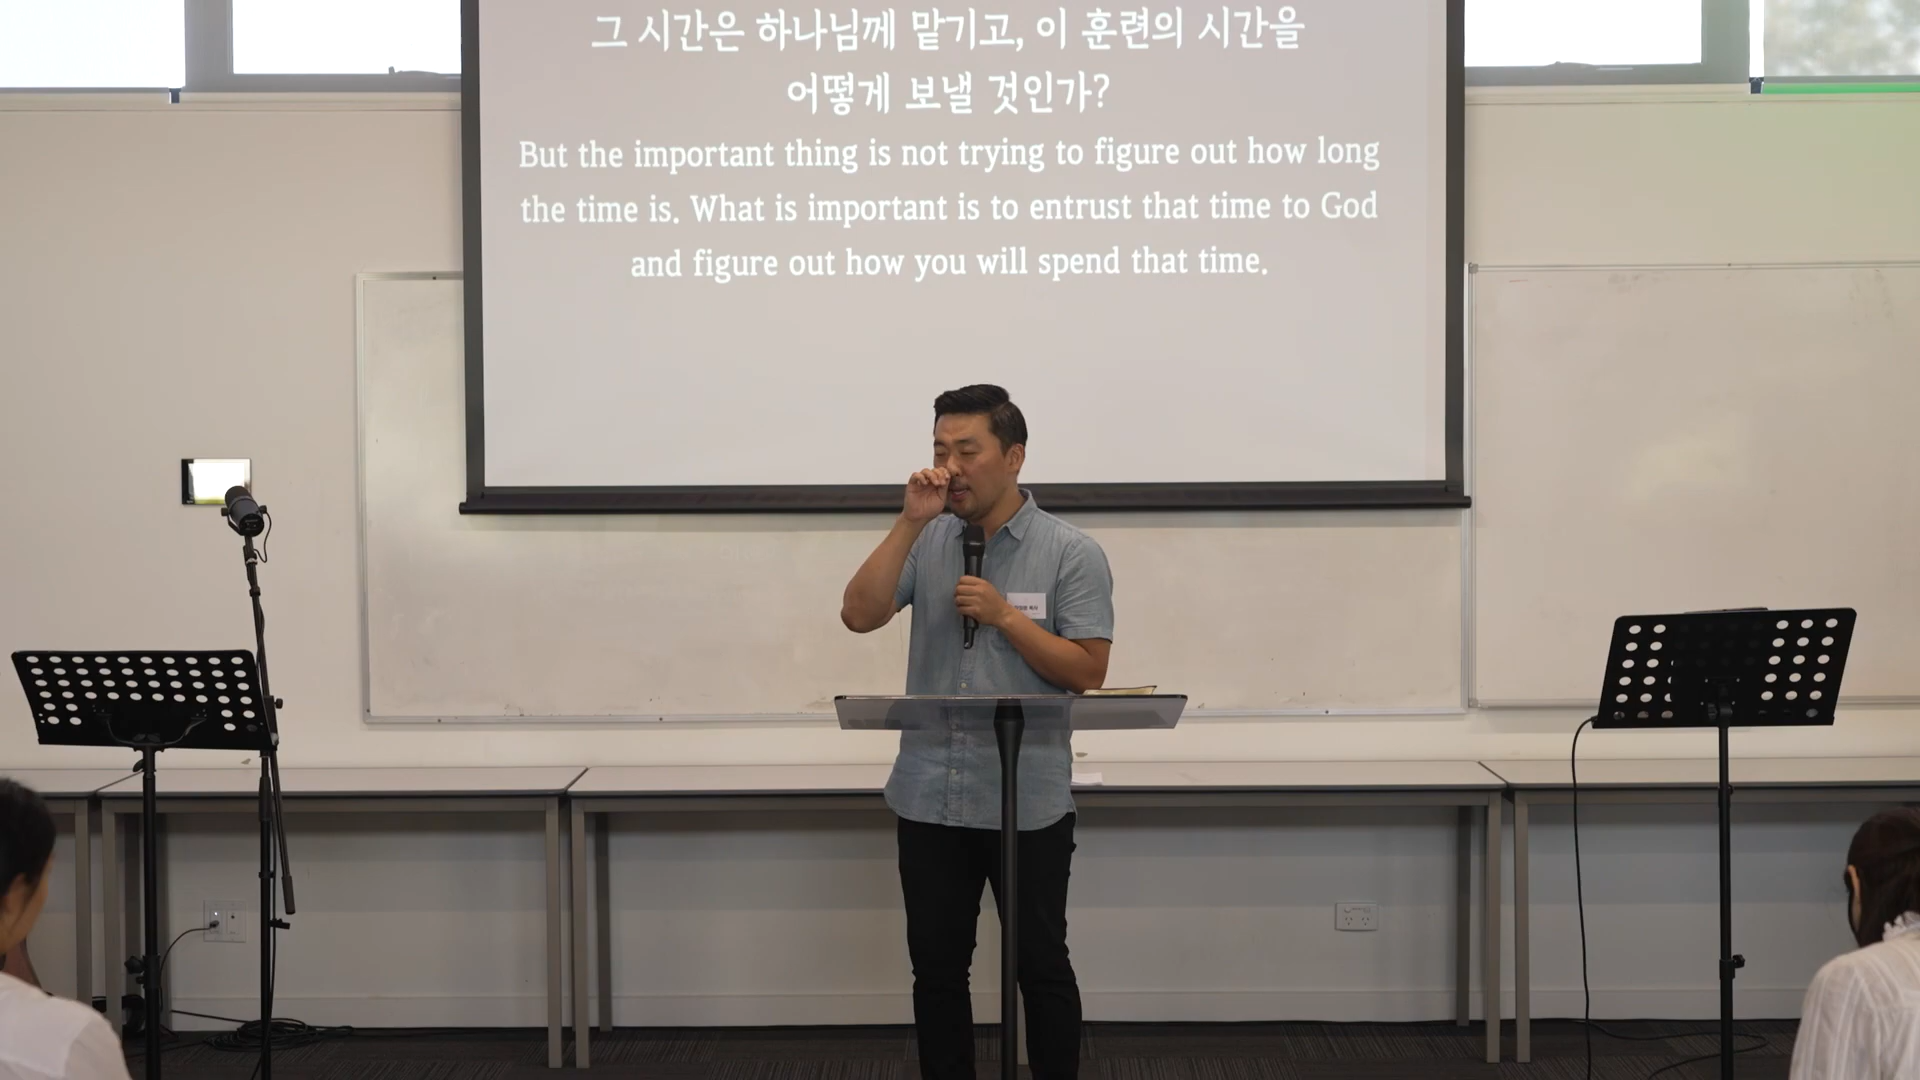 그 시간은 하나님께 맡기고, 이 훈련의 시간을
어떻게 보낼 것인가?
But the important thing is not trying to figure out how long
the time is. What is important is to entrust that time to God
and figure out how you will spend that time.
목사